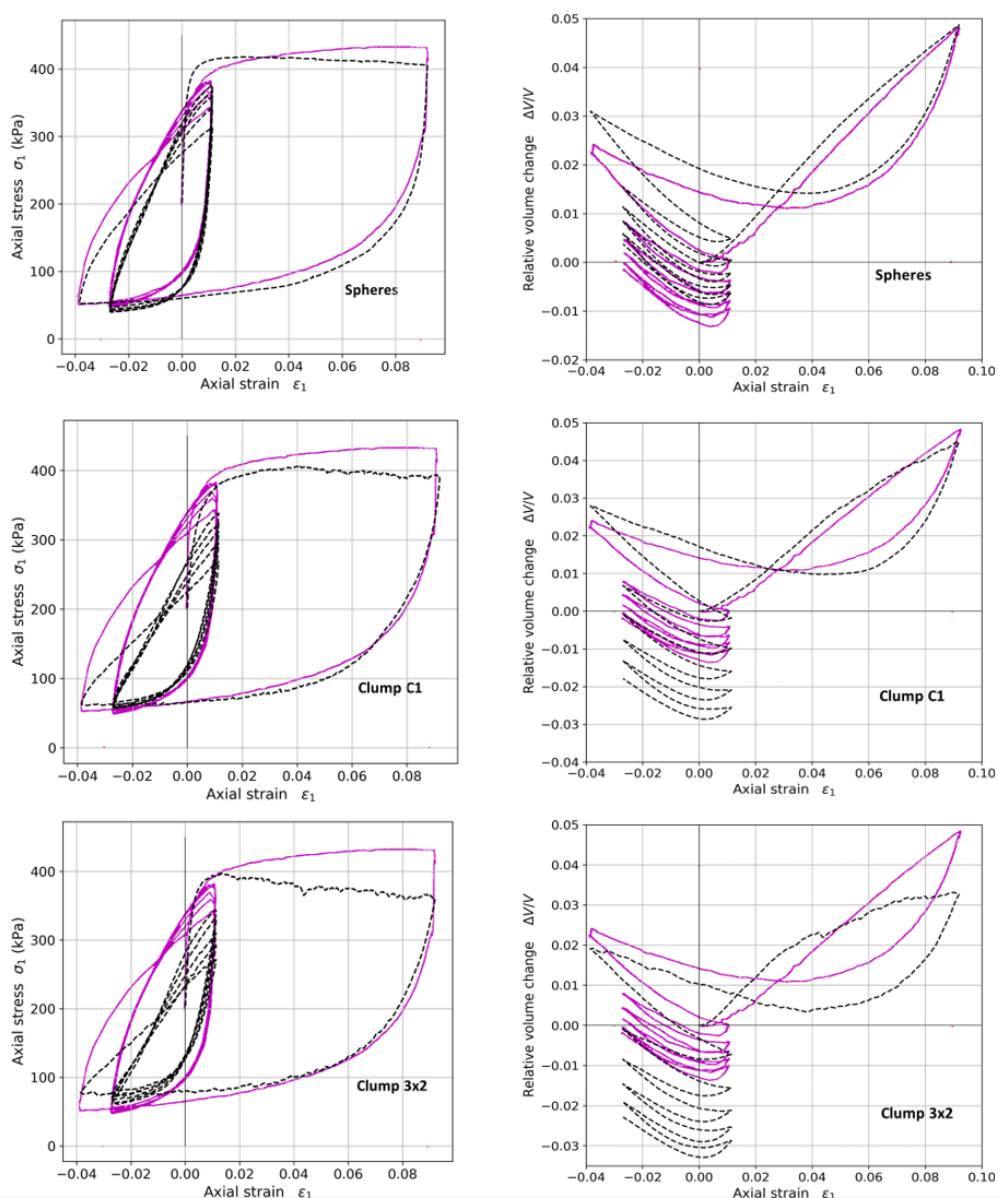 400
300
200
100
0
Axial stress σ₁ (kPa)
Spheres
−0.04 −0.02 0.00 0.02 0.04 0.06 0.08
Axial strain ε₁
0.05
0.04
0.03
0.02
0.01
0.00
−0.01
−0.02
Relative volume change ΔV/V
Spheres
−0.04 −0.02 0.00 0.02 0.04 0.06 0.08 0.10
Axial strain ε₁
400
300
200
100
0
Axial stress σ₁ (kPa)
Clump C1
−0.04 −0.02 0.00 0.02 0.04 0.06 0.08
Axial strain ε₁
0.05
0.04
0.03
0.02
0.01
0.00
−0.01
−0.02
−0.03
−0.04
Relative volume change ΔV/V
Clump C1
−0.04 −0.02 0.00 0.02 0.04 0.06 0.08 0.10
Axial strain ε₁
400
300
200
100
0
Axial stress σ₁ (kPa)
Clump 3x2
−0.04 −0.02 0.00 0.02 0.04 0.06 0.08
Axial strain ε₁
0.05
0.04
0.03
0.02
0.01
0.00
−0.01
−0.02
−0.03
Relative volume change ΔV/V
Clump 3x2
−0.04 −0.02 0.00 0.02 0.04 0.06 0.08 0.10
Axial strain ε₁